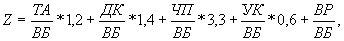 Z = ТА/ВБ *1,2 + ДК/ВБ *1,4 + ЧП/ВБ *3,3 + УК/ВБ *0,6 + ВР/ВБ ,